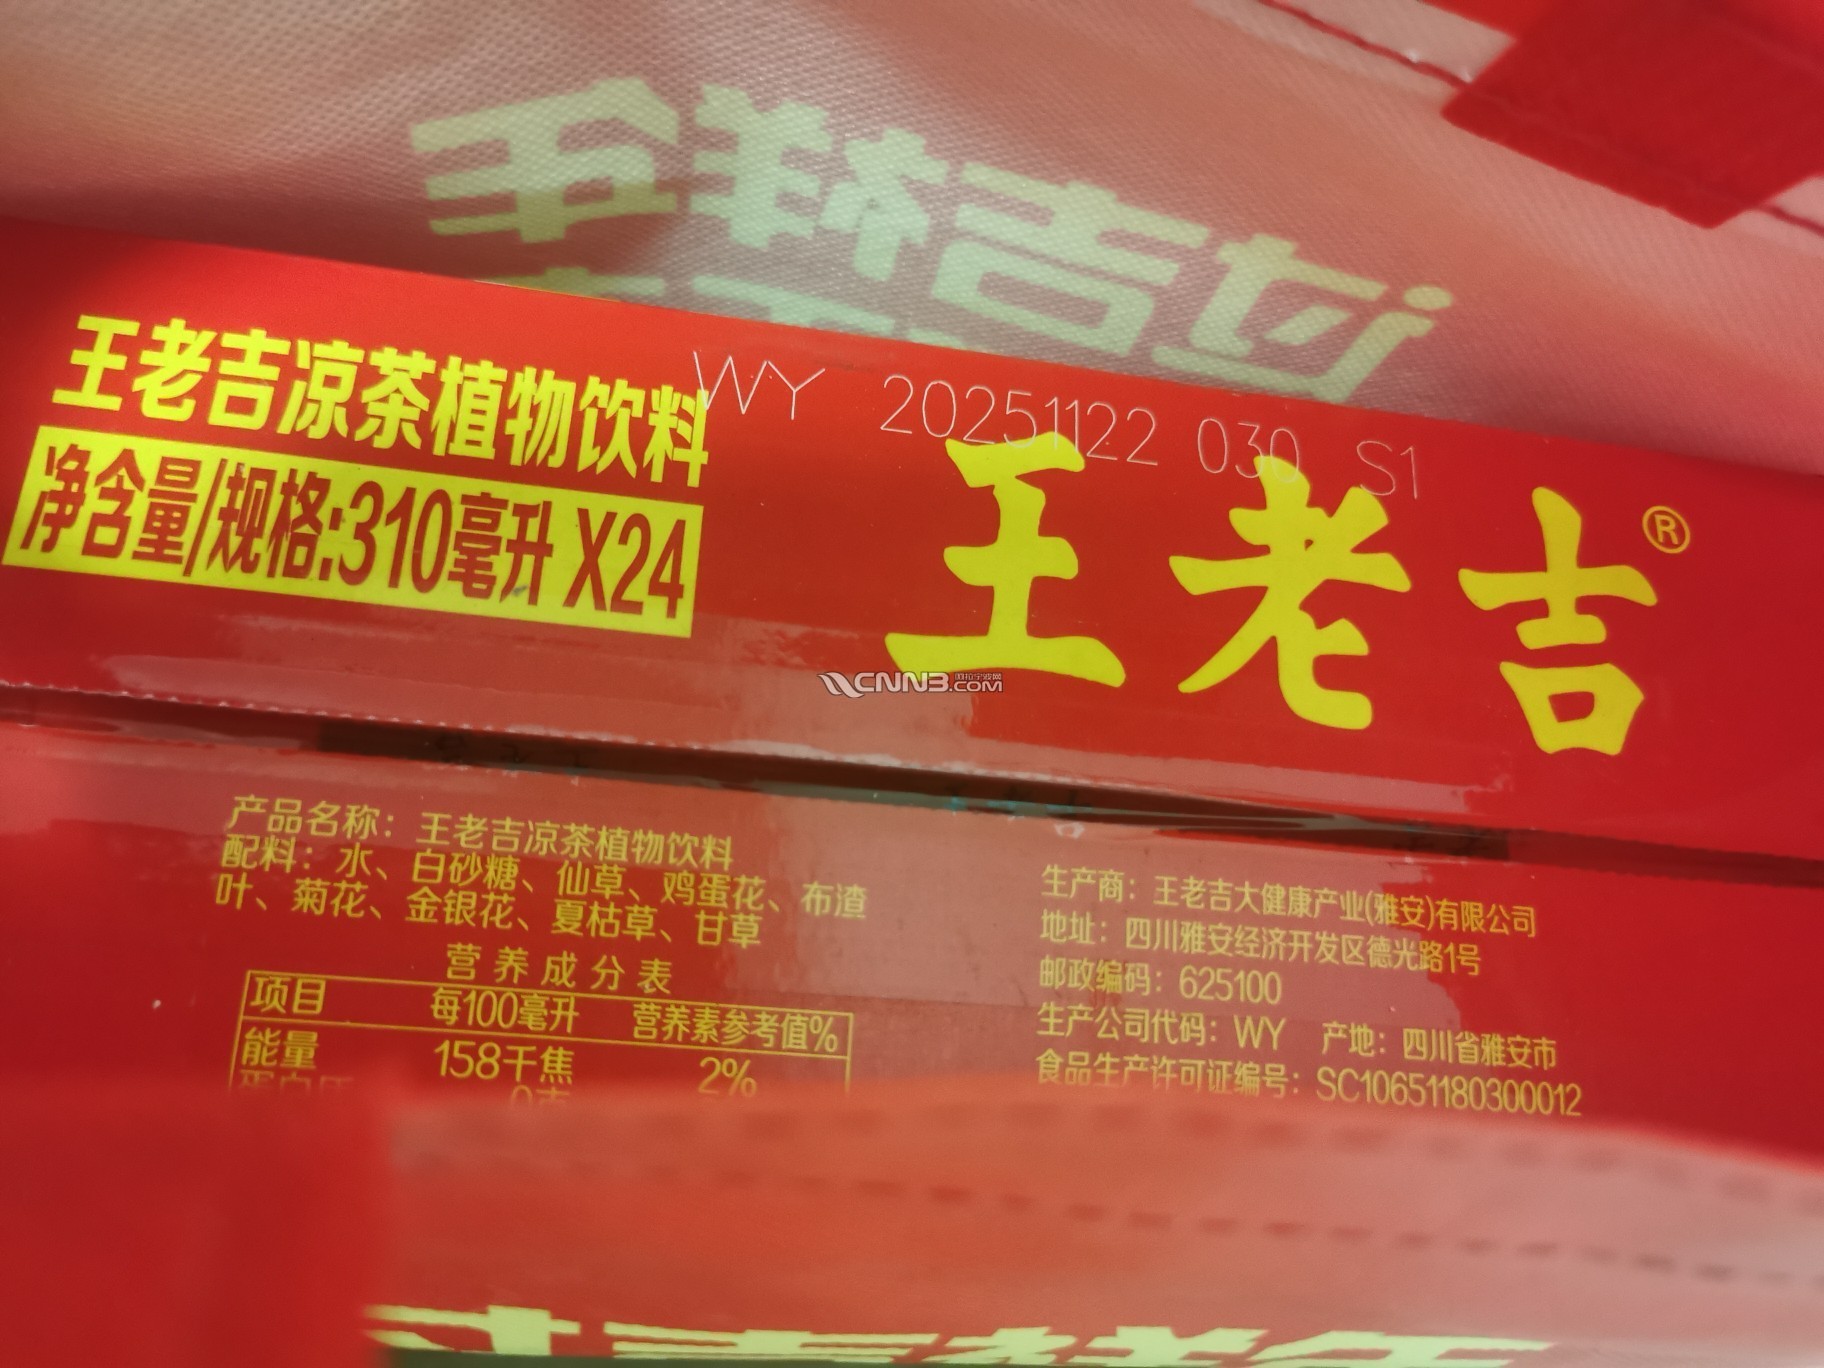 王老吉凉茶植物饮料
净含量/规格:310毫升 X24
WY 20251122 030 S1
王老吉®
CNN3.COM
产品名称：王老吉凉茶植物饮料
配料：水、白砂糖、仙草、鸡蛋花、布渣
叶、菊花、金银花、夏枯草、甘草
营养成分表
项目 每100毫升 营养素参考值%
能量 158千焦 2%
生产商：王老吉大健康产业(雅安)有限公司
地址：四川雅安经济开发区德光路1号
邮政编码：625100
生产公司代码：WY 产地：四川省雅安市
食品生产许可证编号：SC10651180300012